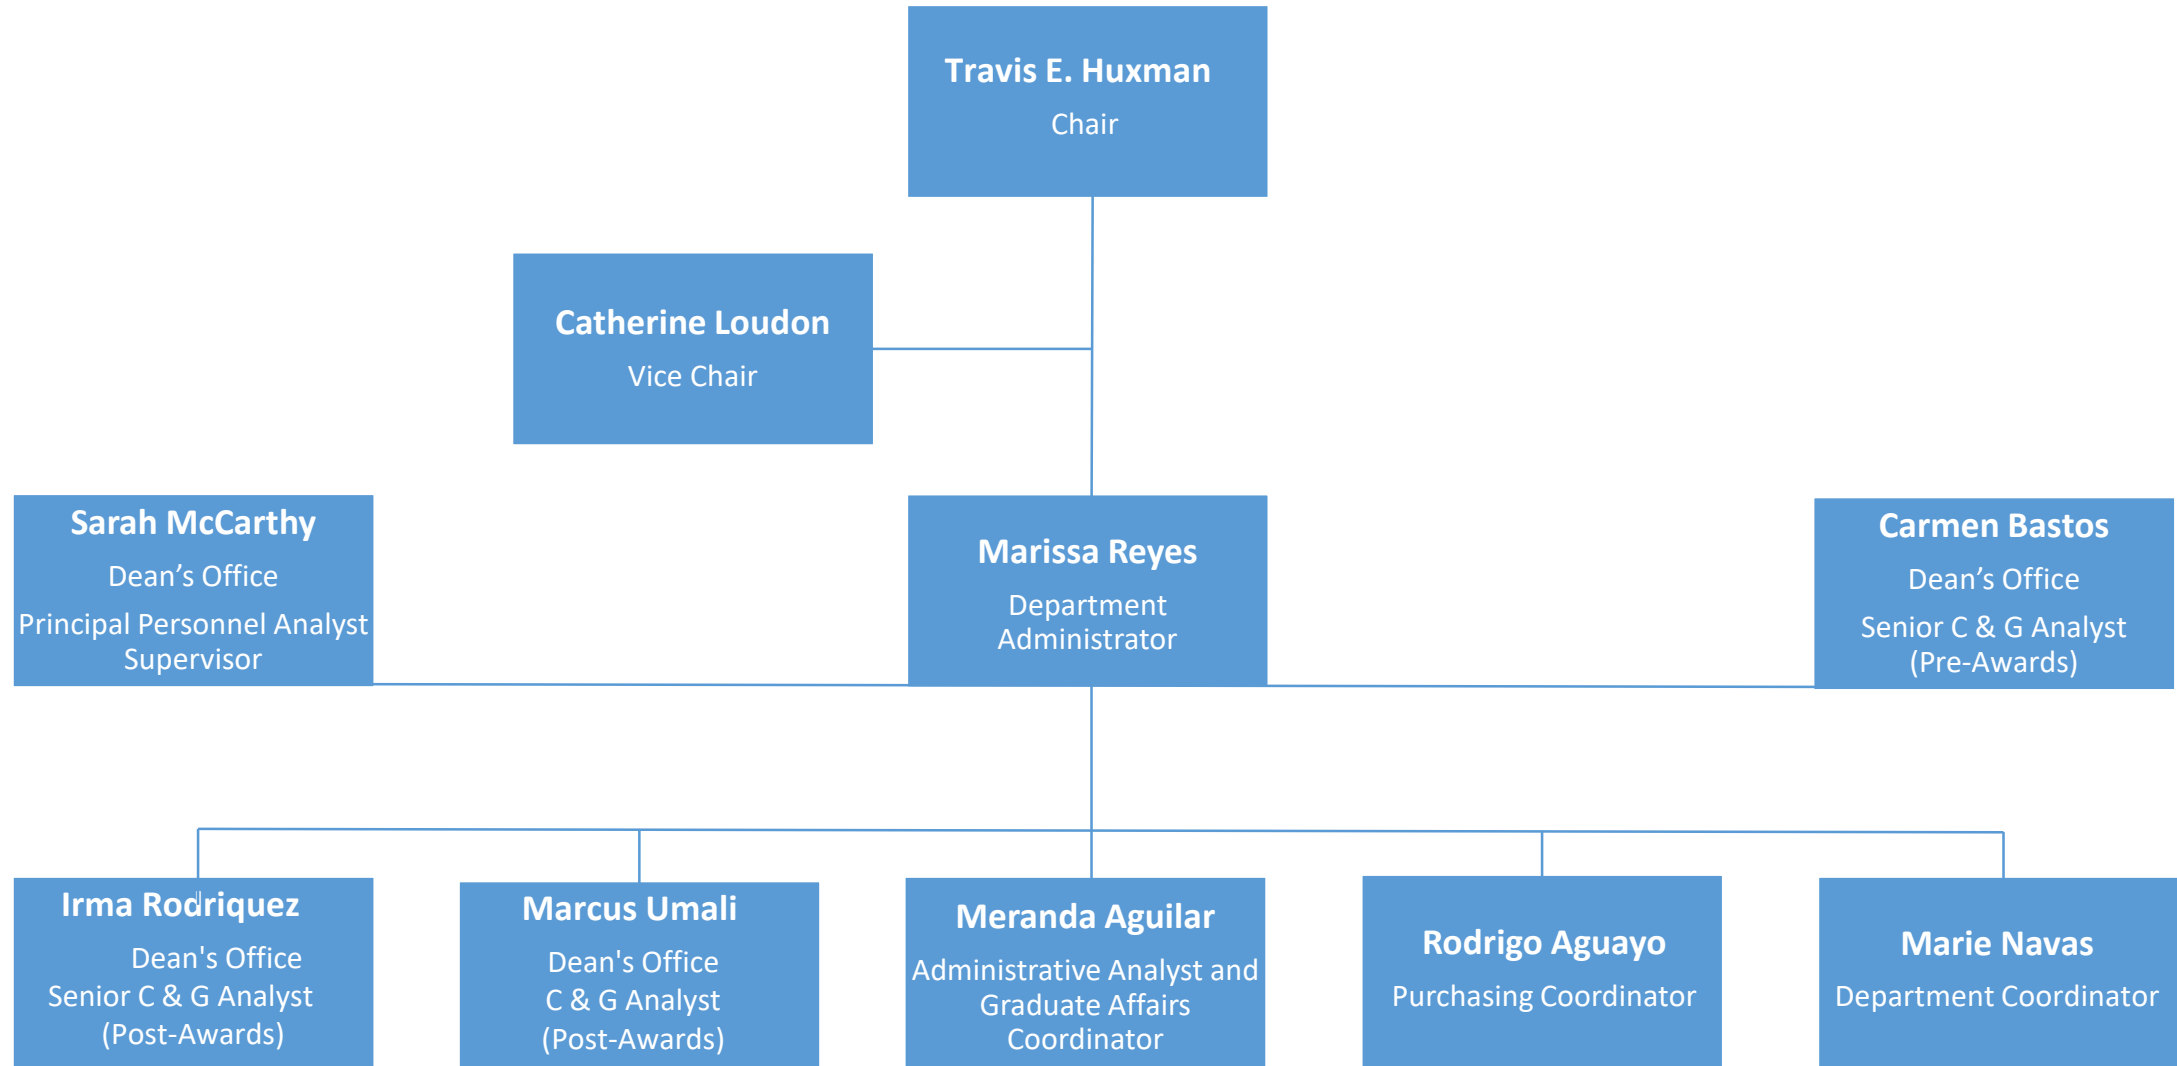 Travis E. Huxman
Chair
Catherine Loudon
Vice Chair
Sarah McCarthy
Dean’s Office
Principal Personnel Analyst
Supervisor
Marissa Reyes
Department
Administrator
Carmen Bastos
Dean’s Office
Senior C & G Analyst
(Pre-Awards)
Irma Rodriquez
Dean's Office
Senior C & G Analyst
(Post-Awards)
Marcus Umali
Dean's Office
C & G Analyst
(Post-Awards)
Meranda Aguilar
Administrative Analyst and
Graduate Affairs
Coordinator
Rodrigo Aguayo
Purchasing Coordinator
Marie Navas
Department Coordinator